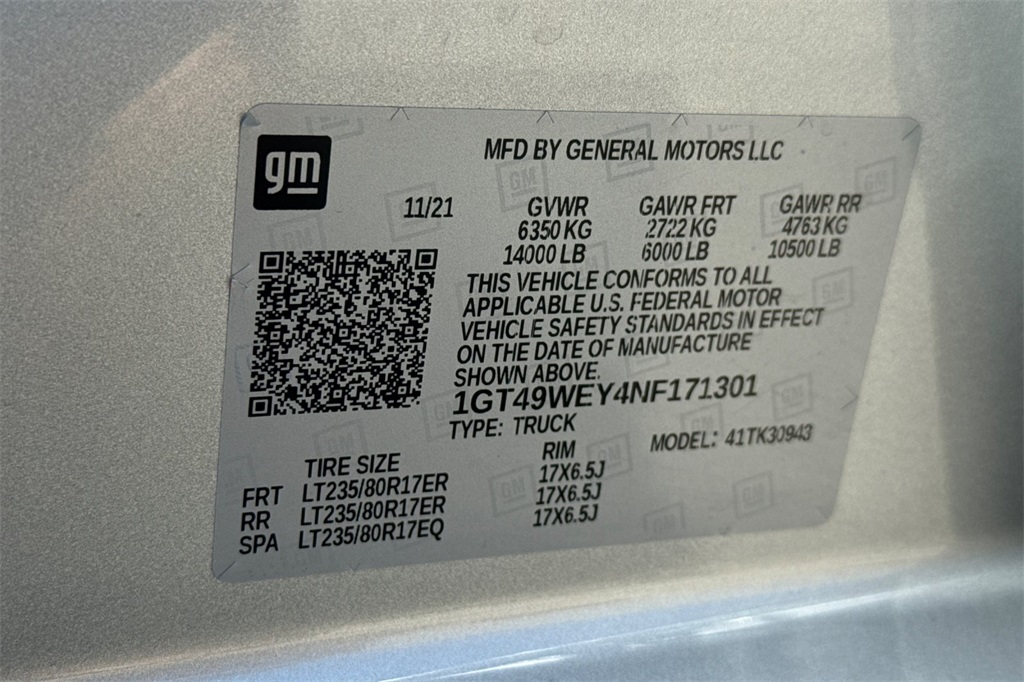 gm
MFD BY GENERAL MOTORS LLC
11/21 GVWR GAWR FRT GAWR RR
6350 KG 2722 KG 4763 KG
14000 LB 6000 LB 10500 LB
THIS VEHICLE CONFORMS TO ALL
APPLICABLE U.S. FEDERAL MOTOR
VEHICLE SAFETY STANDARDS IN EFFECT
ON THE DATE OF MANUFACTURE
SHOWN ABOVE.
1GT49WEY4NF171301
TYPE: TRUCK
MODEL: 41TK30943
TIRE SIZE RIM
FRT LT235/80R17ER 17X6.5J
RR LT235/80R17ER 17X6.5J
SPA LT235/80R17EQ 17X6.5J